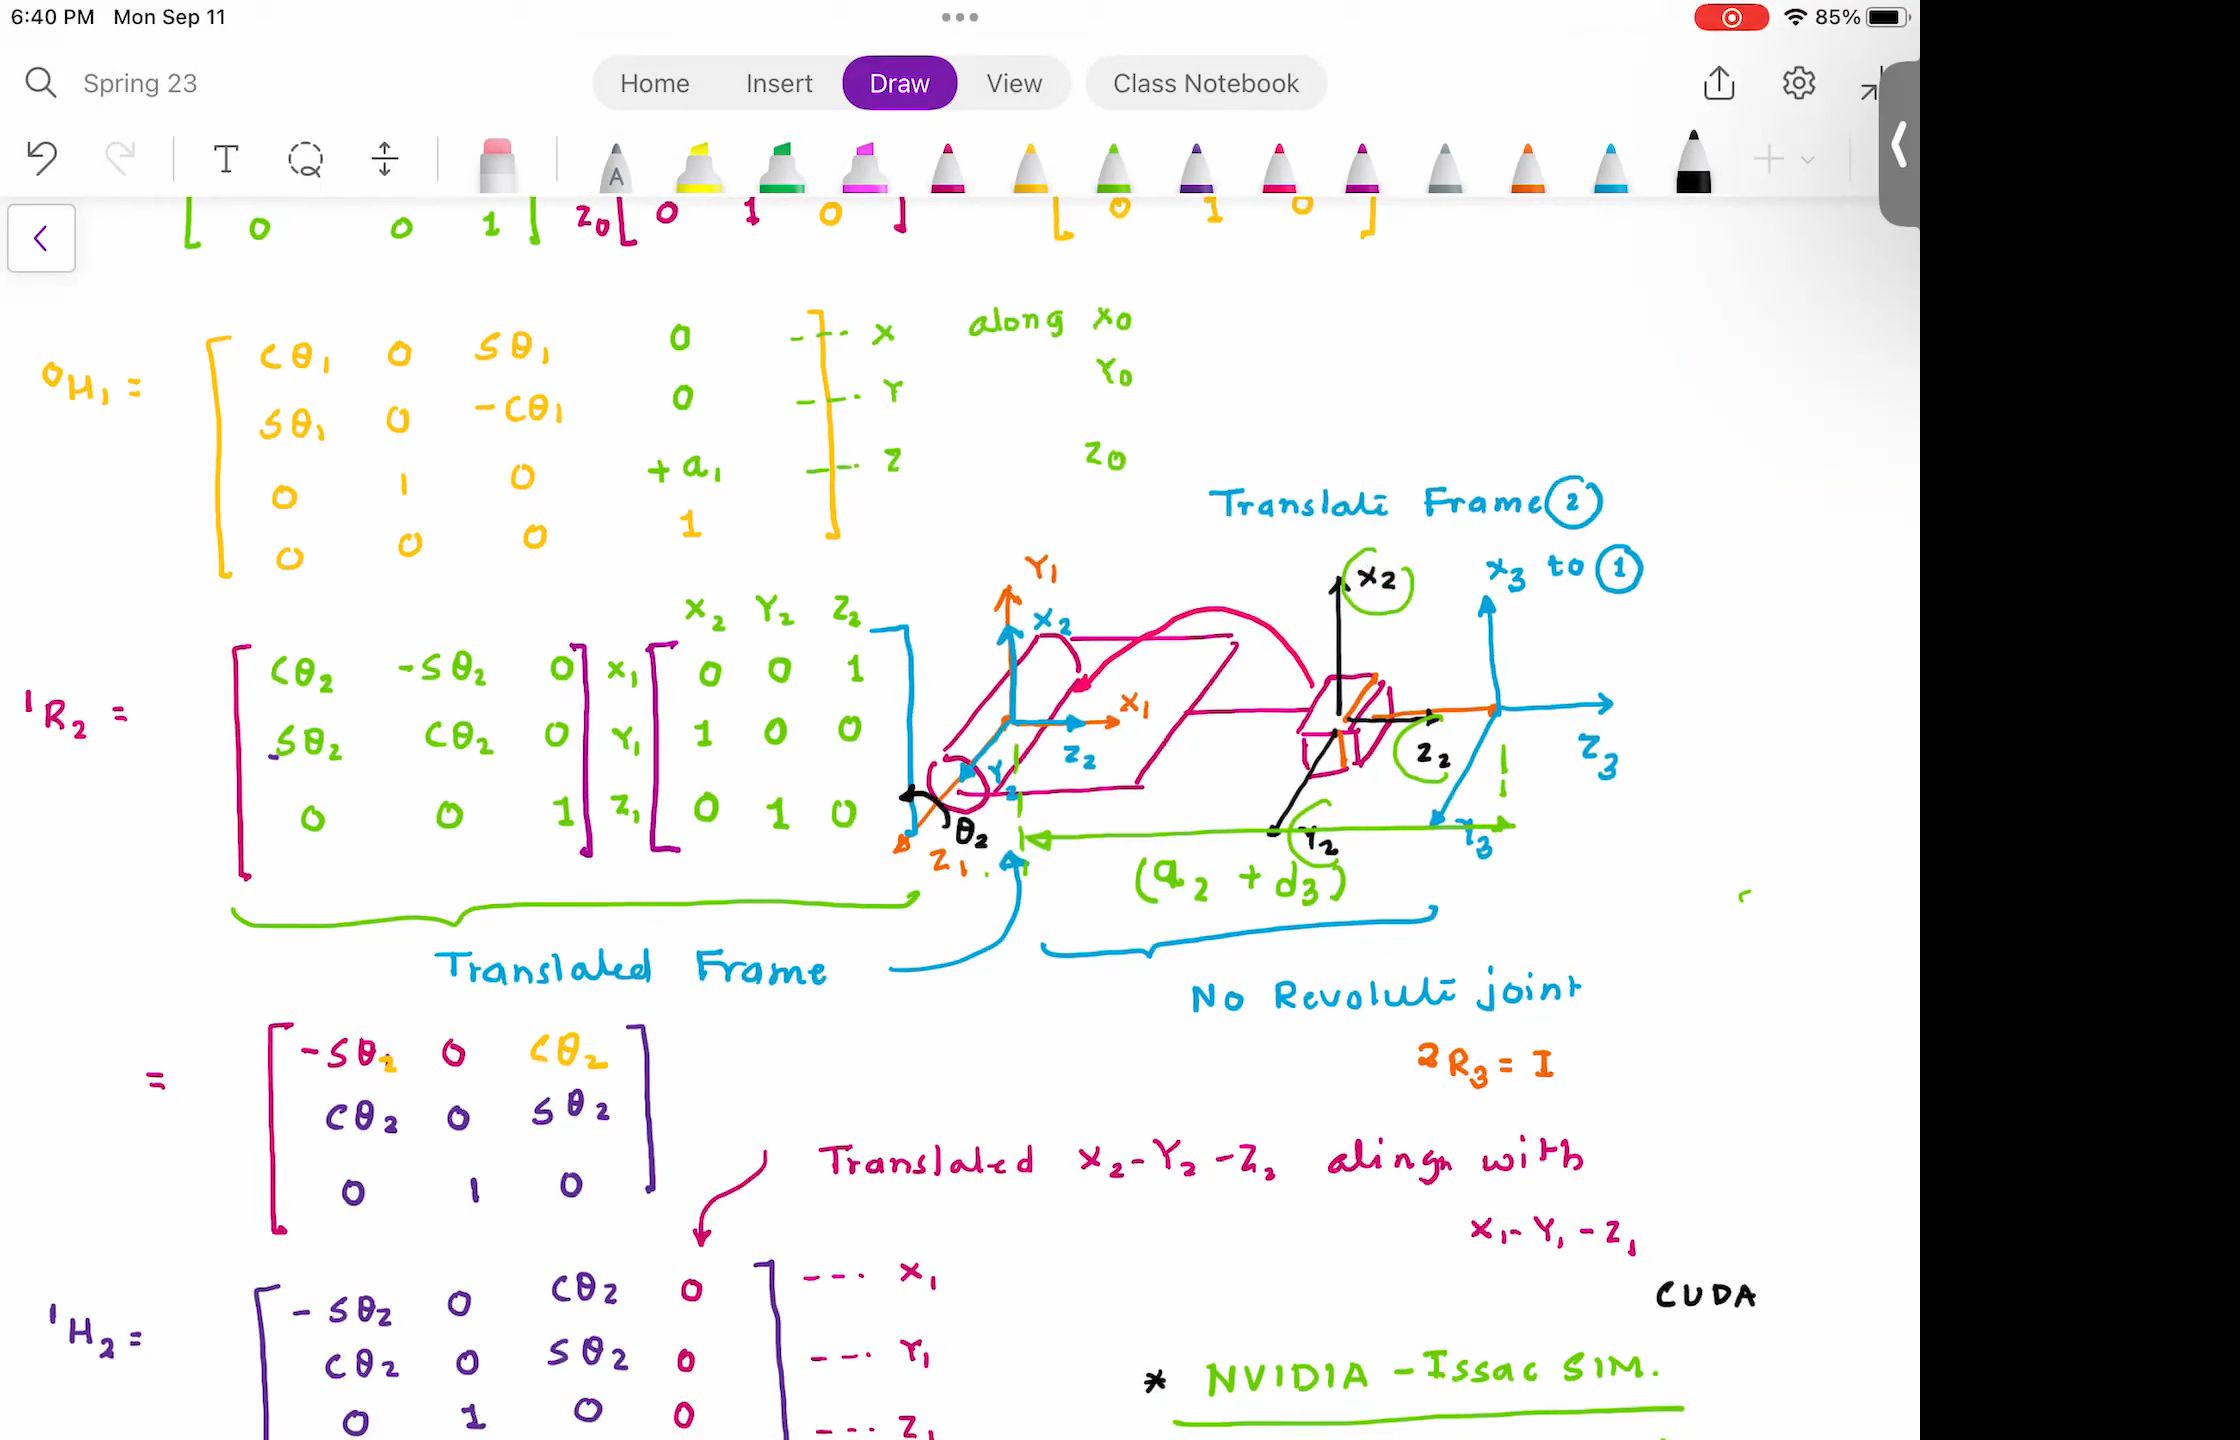 6:40 PM Mon Sep 11
85%
Spring 23
Home Insert Draw View Class Notebook
T A
0 0 1 Z0 0 1 0 0 1 0
⁰H₁ =
Cθ₁ 0 Sθ₁ 0 --- X along X0
Sθ₁ 0 -Cθ₁ 0 --- Y Y0
0 1 0 +a₁ --- Z Z0
0 0 0 1
Translati Frame 2
X₃ to 1
Y₁
X₂
X₂
X₁
Z₂
Y₂
Z₁
θ₂
Z₂
Y₂
Z₃
Y₃
(a₂ + d₃)
X₂ Y₂ Z₂
¹R₂ =
Cθ₂ -Sθ₂ 0 X₁ 0 0 1
Sθ₂ Cθ₂ 0 Y₁ 1 0 0
0 0 1 Z₁ 0 1 0
Translated Frame
No Revoluti joint
²R₃ = I
=
-Sθ₂ 0 Cθ₂
Cθ₂ 0 Sθ₂
0 1 0
Translated X₂-Y₂-Z₂ alingn with
X₁-Y₁-Z₁
¹H₂ =
-Sθ₂ 0 Cθ₂ 0 --- X₁
Cθ₂ 0 Sθ₂ 0 --- Y₁
0 1 0 0 --- Z₁
CUDA
* NVIDIA - Issac SIM.